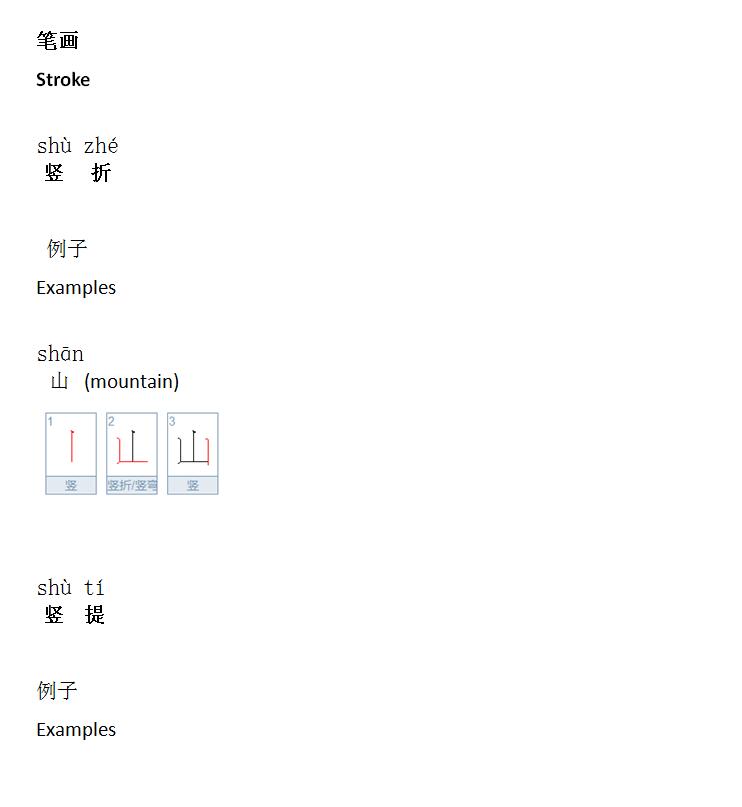 笔画
Stroke
shù zhé
竖 折
例子
Examples
shān
山 (mountain)
1 2 3
竖 竖折/竖弯 竖
shù tí
竖 提
例子
Examples